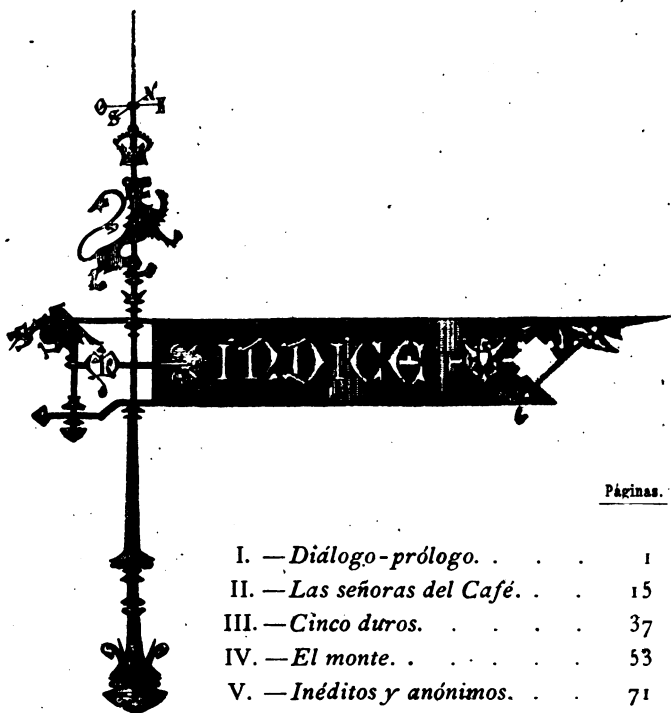 N
O E
S
INDICE
Páginas.
I. — Diálogo-prólogo. . . . 1
II. — Las señoras del Café. . . 15
III. — Cinco duros. . . . . 37
IV. — El monte. . . . . . 53
V. — Inéditos y anónimos. . . 71